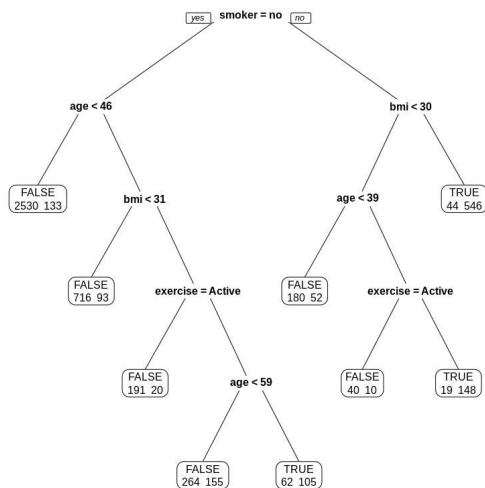 yes smoker = no no
age < 46
bmi < 30
FALSE
2530 133
bmi < 31
age < 39
TRUE
44 546
FALSE
716 93
exercise = Active
FALSE
180 52
exercise = Active
FALSE
191 20
age < 59
FALSE
40 10
TRUE
19 148
FALSE
264 155
TRUE
62 105